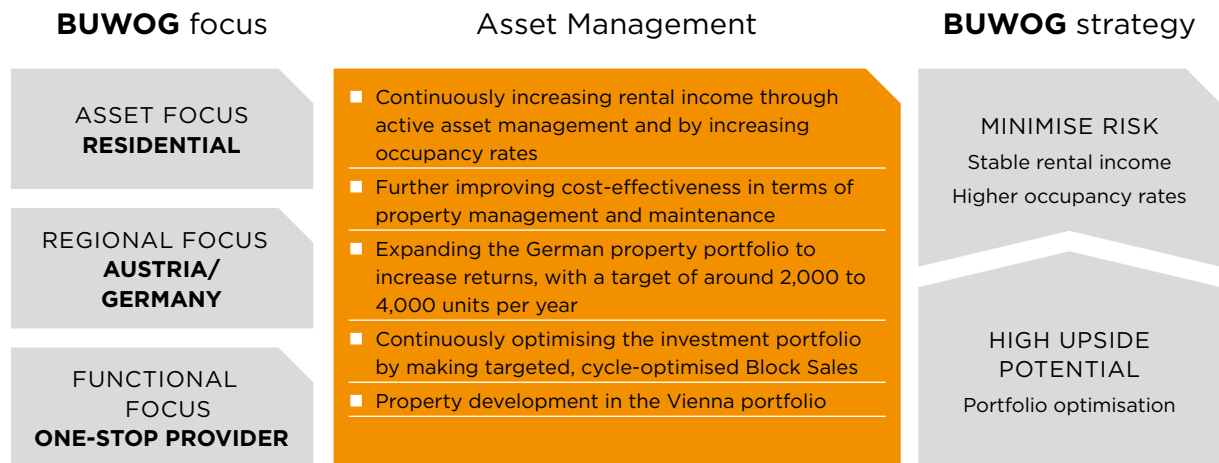 BUWOG focus
ASSET FOCUS
RESIDENTIAL
REGIONAL FOCUS
AUSTRIA/
GERMANY
FUNCTIONAL
FOCUS
ONE-STOP PROVIDER
Asset Management
Continuously increasing rental income through
active asset management and by increasing
occupancy rates
Further improving cost-effectiveness in terms of
property management and maintenance
Expanding the German property portfolio to
increase returns, with a target of around 2,000 to
4,000 units per year
Continuously optimising the investment portfolio
by making targeted, cycle-optimised Block Sales
Property development in the Vienna portfolio
BUWOG strategy
MINIMISE RISK
Stable rental income
Higher occupancy rates
HIGH UPSIDE
POTENTIAL
Portfolio optimisation